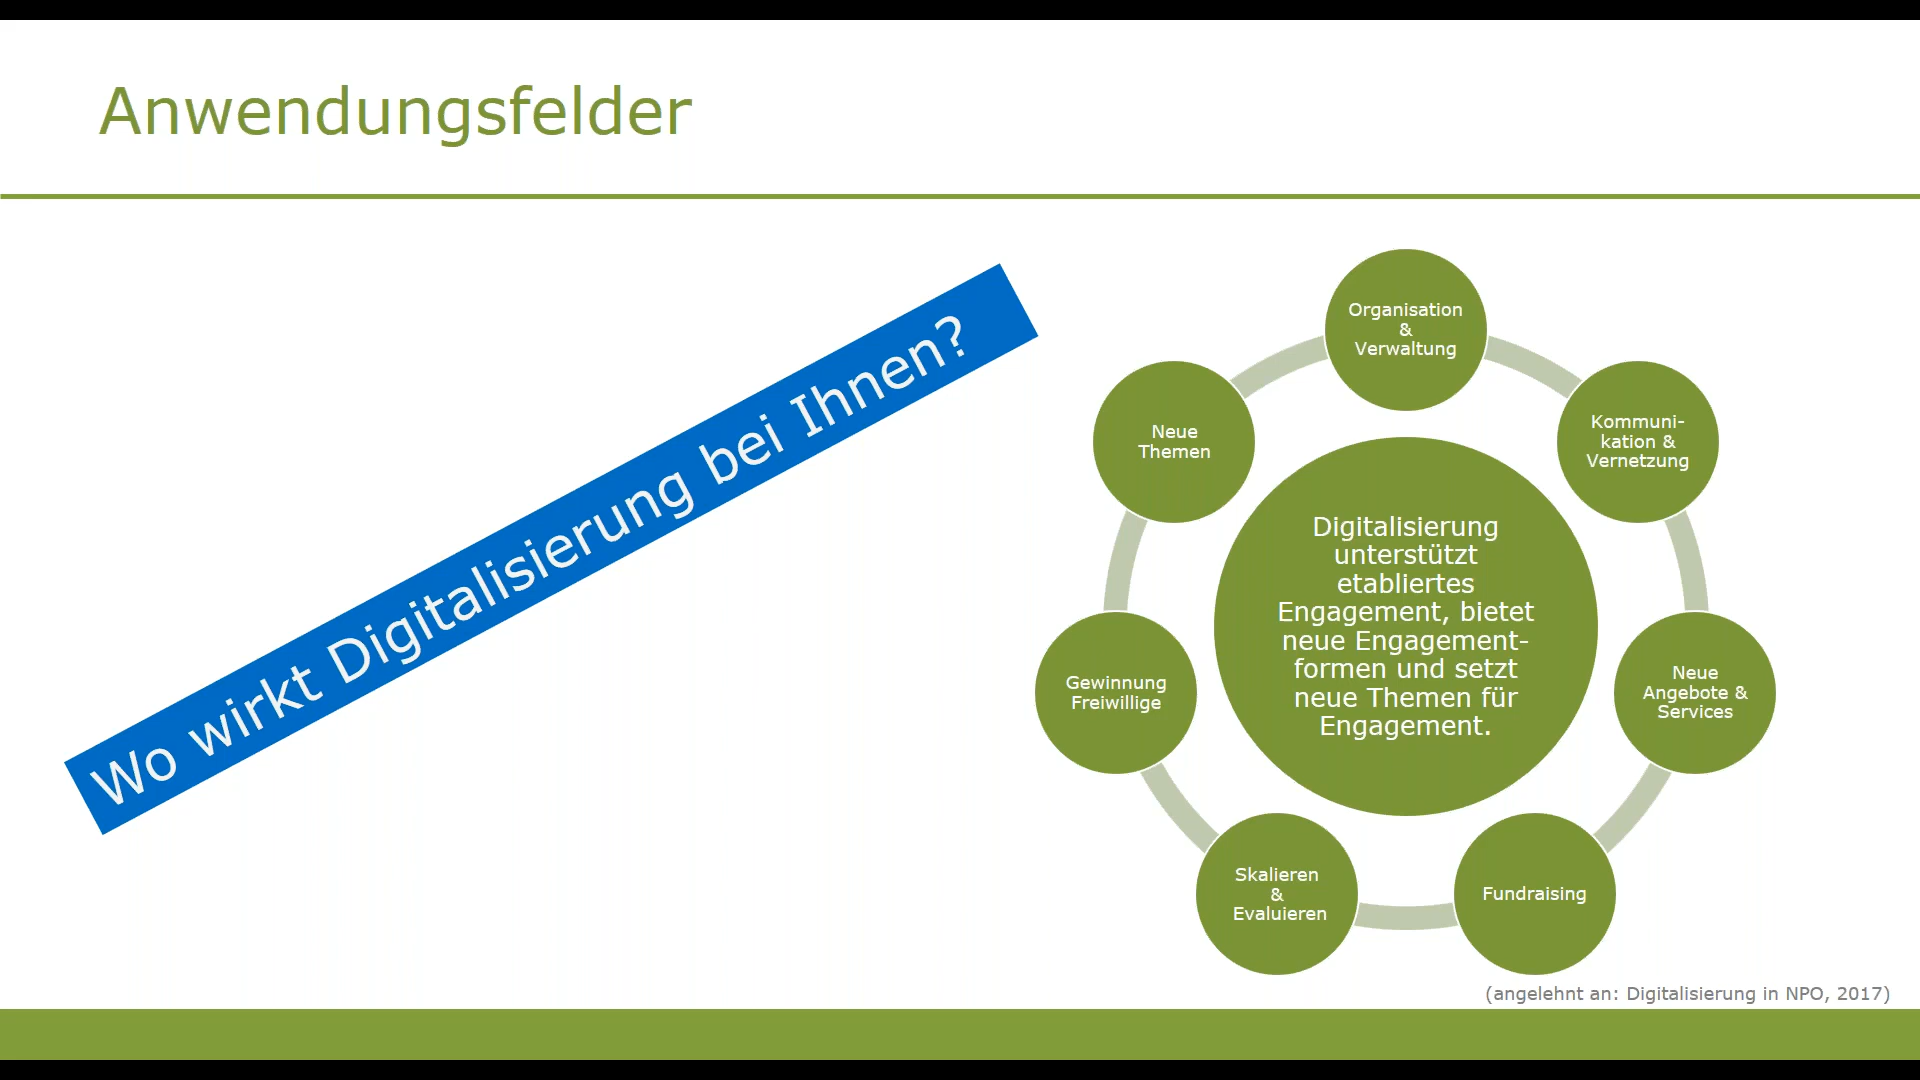 Anwendungsfelder
Wo wirkt Digitalisierung bei Ihnen?
Organisation
&
Verwaltung
Kommuni-
kation &
Vernetzung
Neue
Angebote &
Services
Fundraising
Skalieren
&
Evaluieren
Gewinnung
Freiwillige
Neue
Themen
Digitalisierung
unterstützt
etabliertes
Engagement, bietet
neue Engagement-
formen und setzt
neue Themen für
Engagement.
(angelehnt an: Digitalisierung in NPO, 2017)